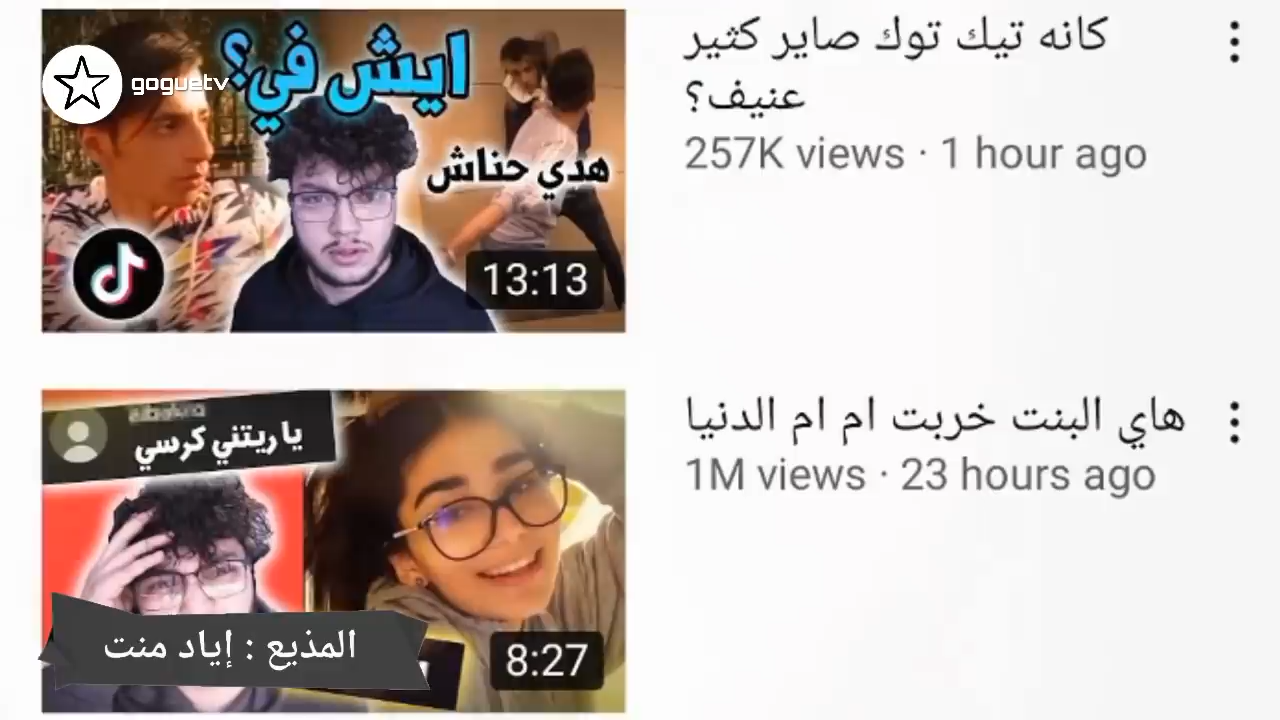 goguetv
ايش في؟
هدي حناش
13:13
كانه تيك توك صاير كثير
عنيف؟
257K views · 1 hour ago
يا ريتني كرسي
8:27
المذيع : إياد منت
هاي البنت خربت ام ام الدنيا
1M views · 23 hours ago